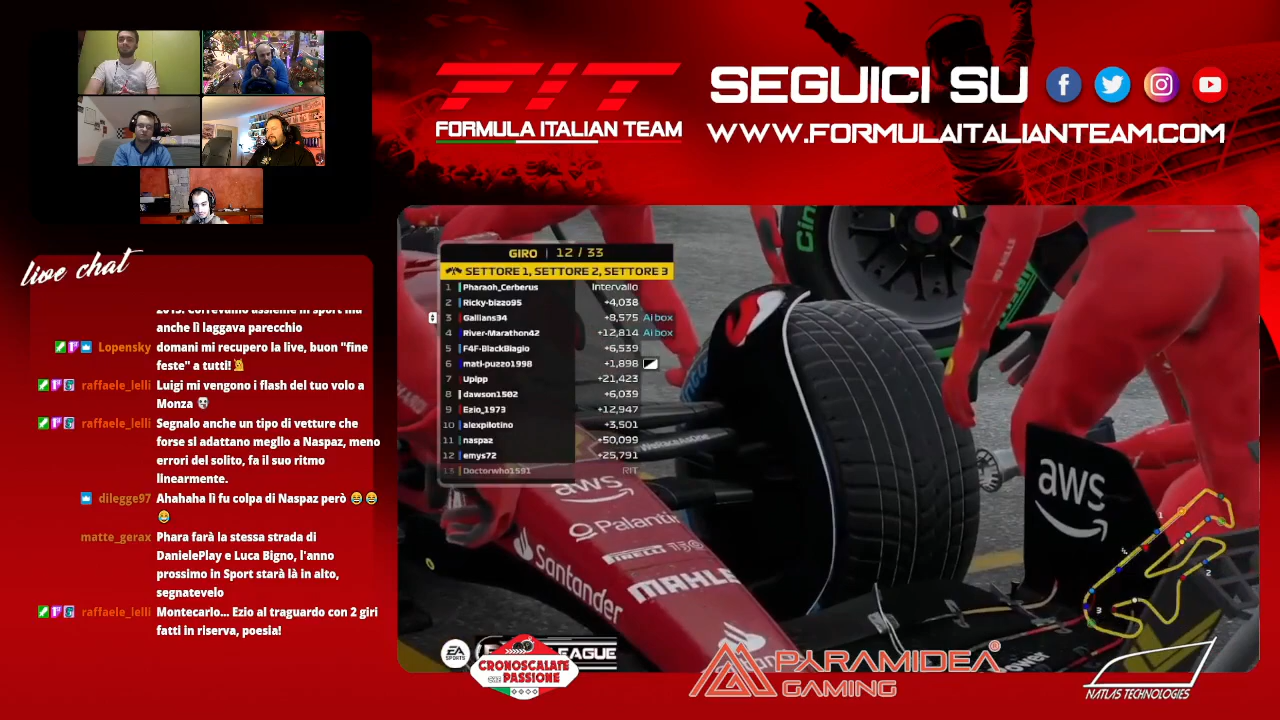 FIT
FORMULA ITALIAN TEAM
SEGUICI SU
WWW.FORMULAITALIANTEAM.COM
live chat
anche lì laggava parecchio
Lopensky domani mi recupero la live, buon "fine
feste" a tutti!
raffaele_lelli Luigi mi vengono i flash del tuo volo a
Monza
raffaele_lelli Segnalo anche un tipo di vetture che
forse si adattano meglio a Naspaz, meno
errori del solito, fa il suo ritmo
linearmente.
dilegge97 Ahahaha lì fu colpa di Naspaz però
matte_gerax Phara farà la stessa strada di
DanielePlay e Luca Bigno, l'anno
prossimo in Sport starà là in alto,
segnatevelo
raffaele_lelli Montecarlo... Ezio al traguardo con 2 giri
fatti in riserva, poesia!
GIRO | 12 / 33
SETTORE 1, SETTORE 2, SETTORE 3
1 Pharaoh_Cerberus Intervallo
2 Ricky-bizzo95 +4,038
3 Gallians34 +8,575 Ai box
4 River-Marathon42 +12,814 Ai box
5 F4F-BlackBiagio +6,539
6 mati-puzzo1998 +1,898
7 Upipp +21,423
8 dawson1502 +6,039
9 Ezio_1973 +12,947
10 alexpilotino +3,501
11 naspaz +50,099
12 emys72 +25,791
13 Doctorwho1591 RIT
aws
Palantir
PIRELLI
Santander
MAHLE
aws
1
2
3
EA
SPORTS
CRONOSCALATE
PASSIONE
PYRAMIDEA
GAMING
NATLAS TECHNOLOGIES